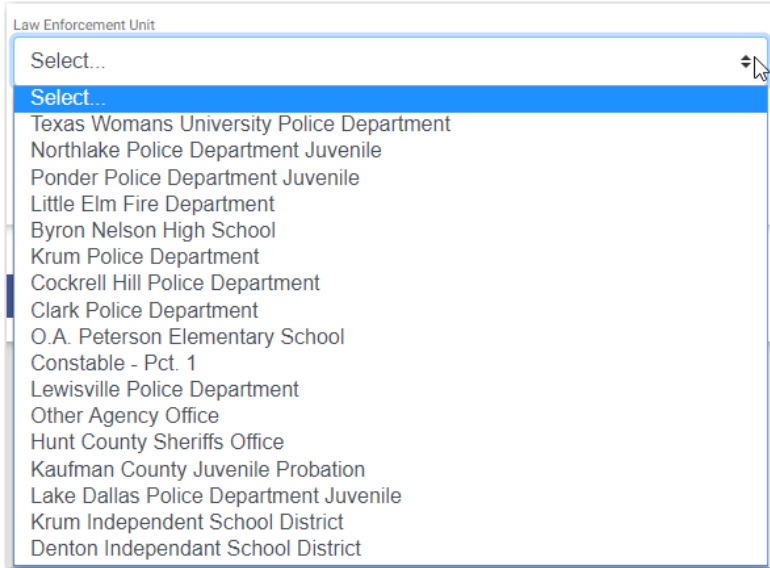 Law Enforcement Unit
Select...
Select...
Texas Womans University Police Department
Northlake Police Department Juvenile
Ponder Police Department Juvenile
Little Elm Fire Department
Byron Nelson High School
Krum Police Department
Cockrell Hill Police Department
Clark Police Department
O.A. Peterson Elementary School
Constable - Pct. 1
Lewisville Police Department
Other Agency Office
Hunt County Sheriffs Office
Kaufman County Juvenile Probation
Lake Dallas Police Department Juvenile
Krum Independent School District
Denton Independant School District